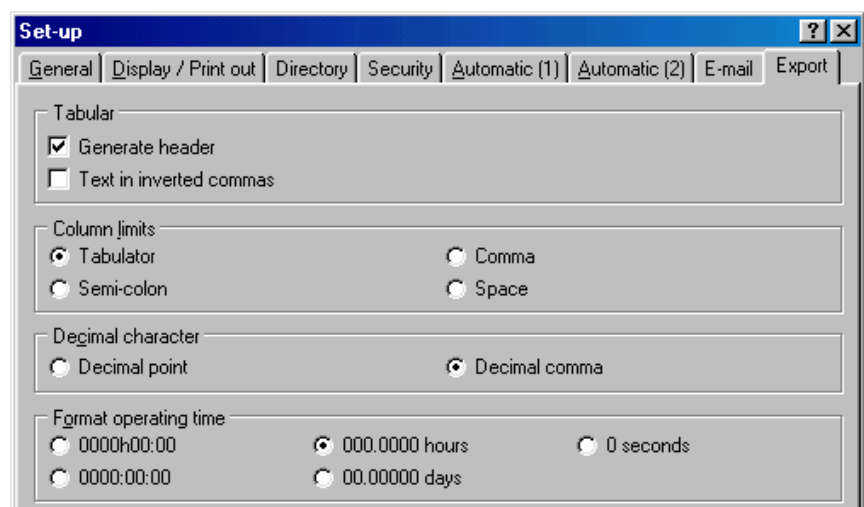 Set-up
General Display / Print out Directory Security Automatic (1) Automatic (2) E-mail Export
Tabular
Generate header
Text in inverted commas
Column limits
Tabulator Comma
Semi-colon Space
Decimal character
Decimal point Decimal comma
Format operating time
0000h00:00 000.0000 hours 0 seconds
0000:00:00 00.00000 days